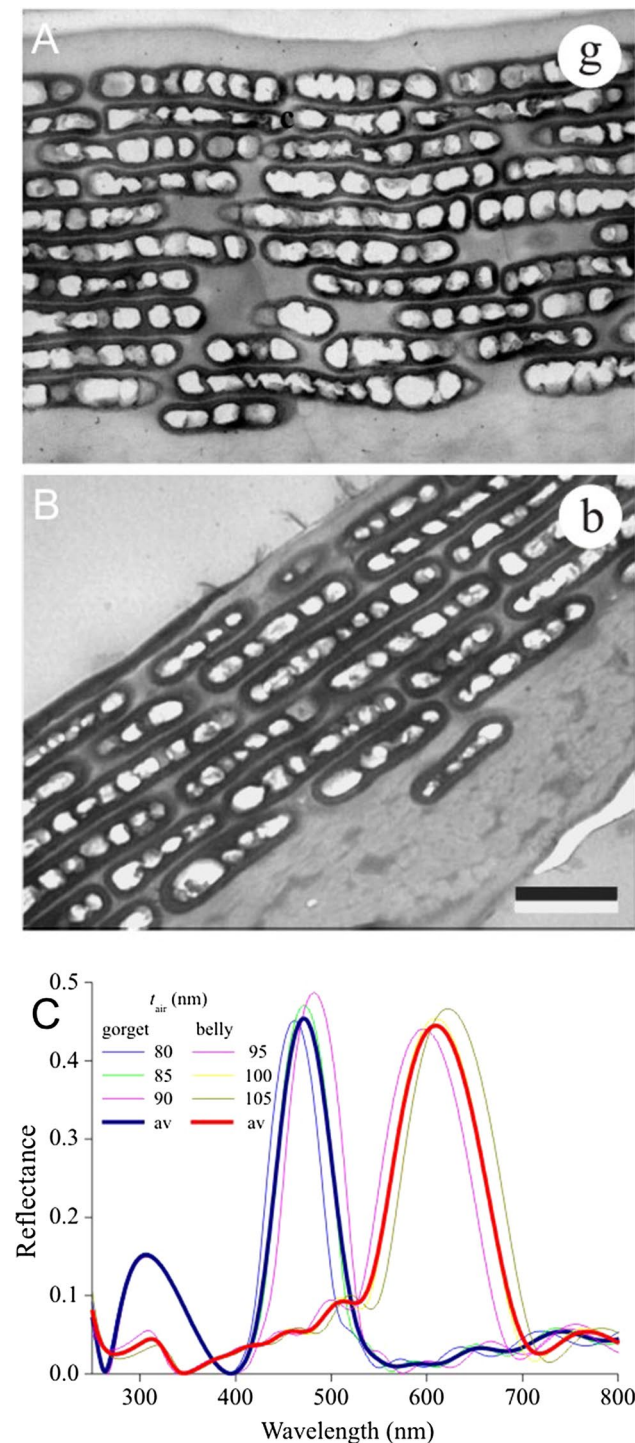 A
g
c
B
b
C
t air (nm)
gorget belly
80 95
85 100
90 105
av av
0.5
0.4
0.3
0.2
0.1
0.0
Reflectance
300 400 500 600 700 800
Wavelength (nm)